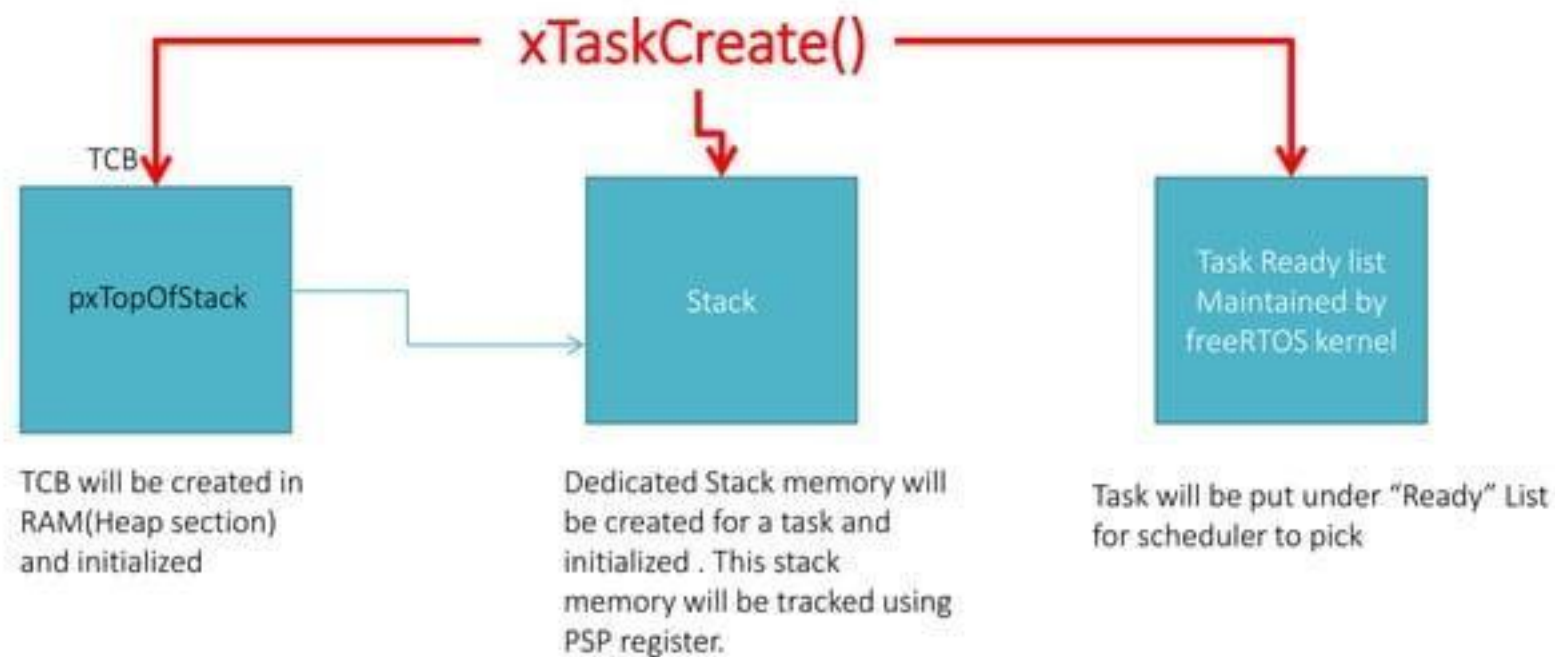 xTaskCreate()
TCB
pxTopOfStack
Stack
Task Ready list
Maintained by
freeRTOS kernel
TCB will be created in
RAM(Heap section)
and initialized
Dedicated Stack memory will
be created for a task and
initialized . This stack
memory will be tracked using
PSP register.
Task will be put under “Ready” List
for scheduler to pick